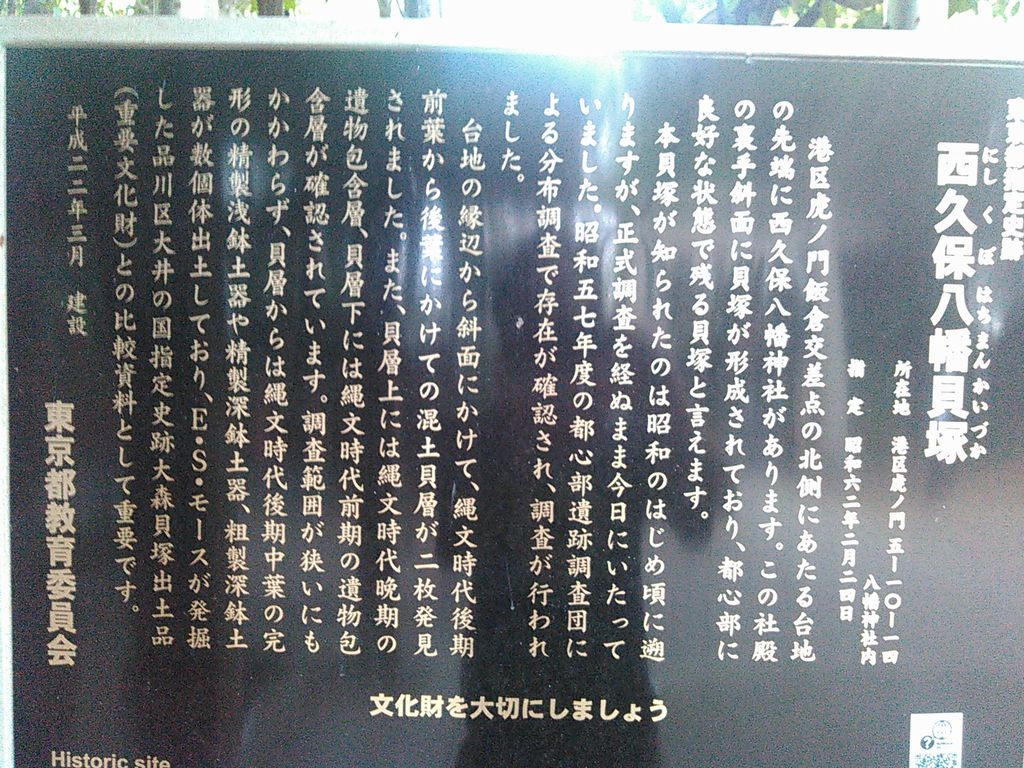 東京都指定史跡
西久保八幡貝塚
にしくぼはちまんかいづか
所在地 港区虎ノ門五ー一〇ー一四
八幡神社内
指定 昭和六二年二月二四日
港区虎ノ門飯倉交差点の北側にあたる台地
の先端に西久保八幡神社があります。この社殿
の裏手斜面に貝塚が形成されており、都心部に
良好な状態で残る貝塚と言えます。
本貝塚が知られたのは昭和のはじめ頃に遡
りますが、正式調査を経ぬまま今日にいたって
いました。昭和五七年度の都心部遺跡調査団に
よる分布調査で存在が確認され、調査が行われ
ました。
台地の縁辺から斜面にかけて、縄文時代後期
前葉から後葉にかけての混土貝層が二枚発見
されました。また、貝層上には縄文時代晩期の
遺物包含層、貝層下には縄文時代前期の遺物包
含層が確認されています。調査範囲が狭いにも
かかわらず、貝層からは縄文時代後期中葉の完
形の精製浅鉢土器や精製深鉢土器、粗製深鉢土
器が数個体出土しており、E・S・モースが発掘
した品川区大井の国指定史跡大森貝塚出土品
(重要文化財)との比較資料として重要です。
平成二二年三月 建設
東京都教育委員会
文化財を大切にしましょう
Historic site